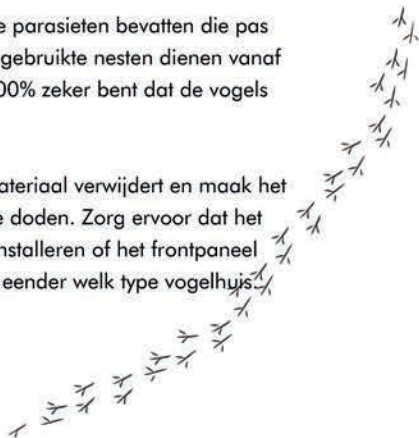 parasieten bevatten die pas
gebruikte nesten dienen vanaf
00% zeker bent dat de vogels
ateriaal verwijdert en maak het
doden. Zorg ervoor dat het
nstalleren of het frontpaneel
eender welk type vogelhuis.